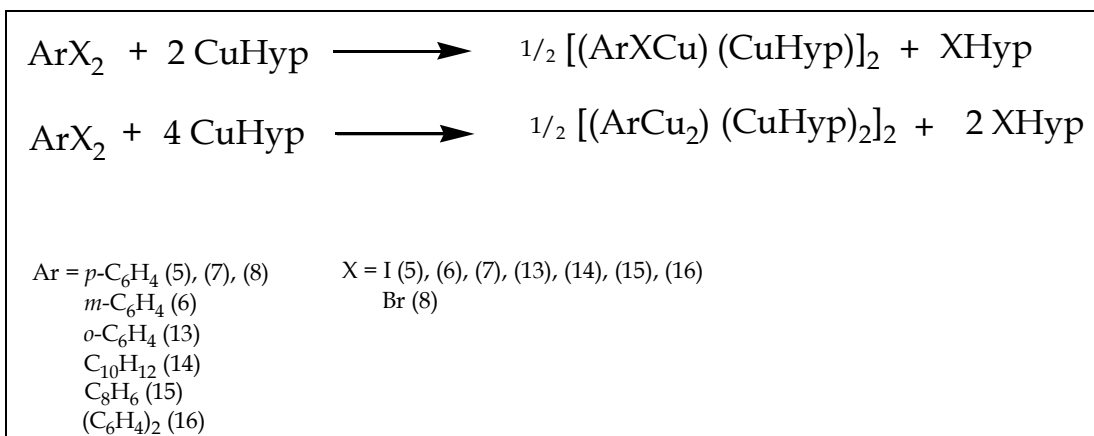 ArX₂ + 2 CuHyp 1/2 [(ArXCu) (CuHyp)]₂ + XHyp
ArX₂ + 4 CuHyp 1/2 [(ArCu₂) (CuHyp)₂]₂ + 2 XHyp
Ar = p-C₆H₄ (5), (7), (8) X = I (5), (6), (7), (13), (14), (15), (16)
m-C₆H₄ (6) Br (8)
o-C₆H₄ (13)
C₁₀H₁₂ (14)
C₈H₆ (15)
(C₆H₄)₂ (16)